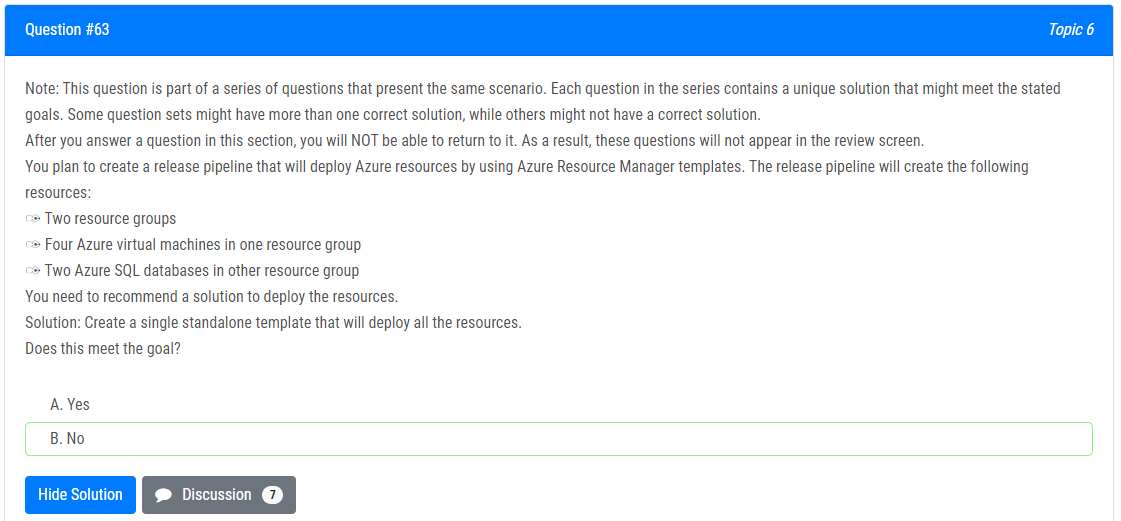 Question #63
Topic 6
Note: This question is part of a series of questions that present the same scenario. Each question in the series contains a unique solution that might meet the stated
goals. Some question sets might have more than one correct solution, while others might not have a correct solution.
After you answer a question in this section, you will NOT be able to return to it. As a result, these questions will not appear in the review screen.
You plan to create a release pipeline that will deploy Azure resources by using Azure Resource Manager templates. The release pipeline will create the following
resources:
Two resource groups
Four Azure virtual machines in one resource group
Two Azure SQL databases in other resource group
You need to recommend a solution to deploy the resources.
Solution: Create a single standalone template that will deploy all the resources.
Does this meet the goal?
A. Yes
B. No
Hide Solution
Discussion 7